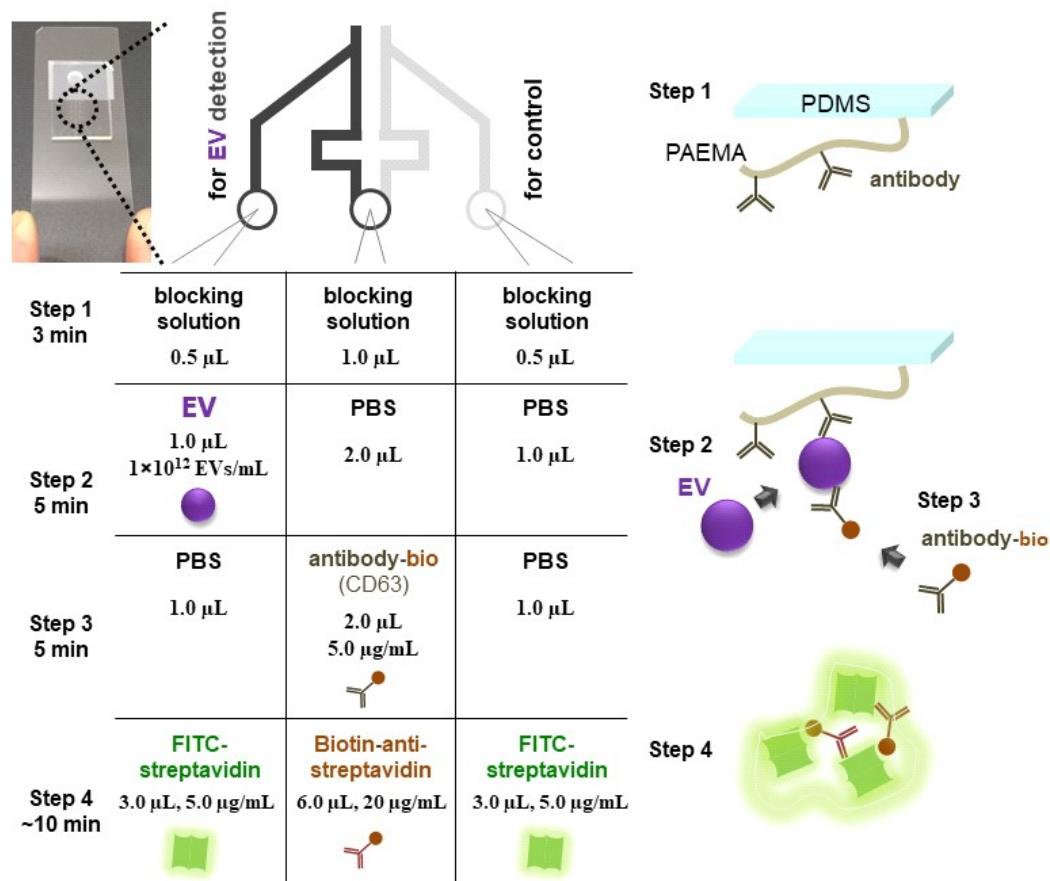 for EV detection
for control
Step 1
3 min
blocking
solution
0.5 µL
blocking
solution
1.0 µL
blocking
solution
0.5 µL
Step 2
5 min
EV
1.0 µL
1×10¹² EVs/mL
PBS
2.0 µL
PBS
1.0 µL
Step 3
5 min
PBS
1.0 µL
antibody-bio
(CD63)
2.0 µL
5.0 µg/mL
PBS
1.0 µL
Step 4
~10 min
FITC-
streptavidin
3.0 µL, 5.0 µg/mL
Biotin-anti-
streptavidin
6.0 µL, 20 µg/mL
FITC-
streptavidin
3.0 µL, 5.0 µg/mL
Step 1
PDMS
PAEMA
antibody
Step 2
EV
Step 3
antibody-bio
Step 4